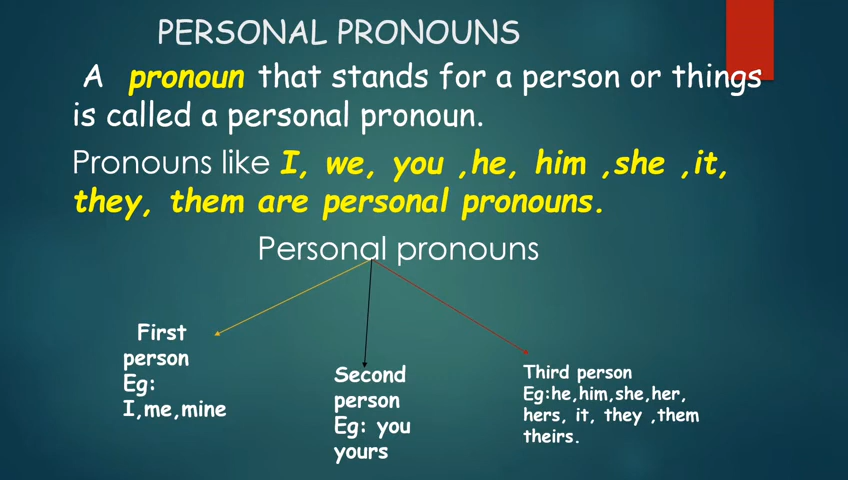 PERSONAL PRONOUNS
A pronoun that stands for a person or things
is called a personal pronoun.
Pronouns like I, we, you ,he, him ,she ,it,
they, them are personal pronouns.
Personal pronouns
First
person
Eg:
I,me,mine
Second
person
Eg: you
yours
Third person
Eg:he,him,she,her,
hers, it, they ,them
theirs.